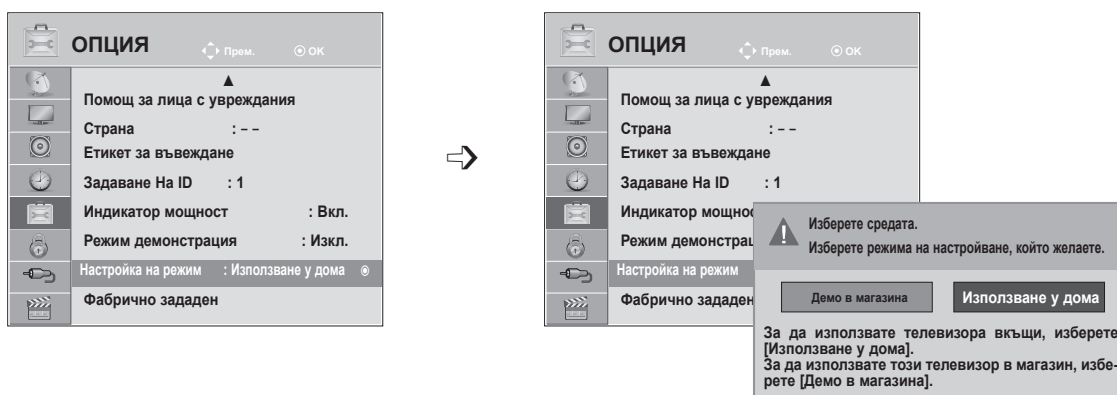 ОПЦИЯ
Прем.
OK
Помощ за лица с увреждания
Страна : – –
Етикет за въвеждане
Задаване На ID : 1
Индикатор мощност : Вкл.
Режим демонстрация : Изкл.
Настройка на режим : Използване у дома
Фабрично зададен
ОПЦИЯ
Прем.
OK
Помощ за лица с увреждания
Страна : – –
Етикет за въвеждане
Задаване На ID : 1
Индикатор мощнос
Режим демонстрац
Настройка на режим
Фабрично зададен
Изберете средата.
Изберете режима на настройване, който желаете.
Демо в магазина
Използване у дома
За да използвате телевизора вкъщи, изберете
[Използване у дома].
За да използвате този телевизор в магазин, избе-
рете [Демо в магазина].